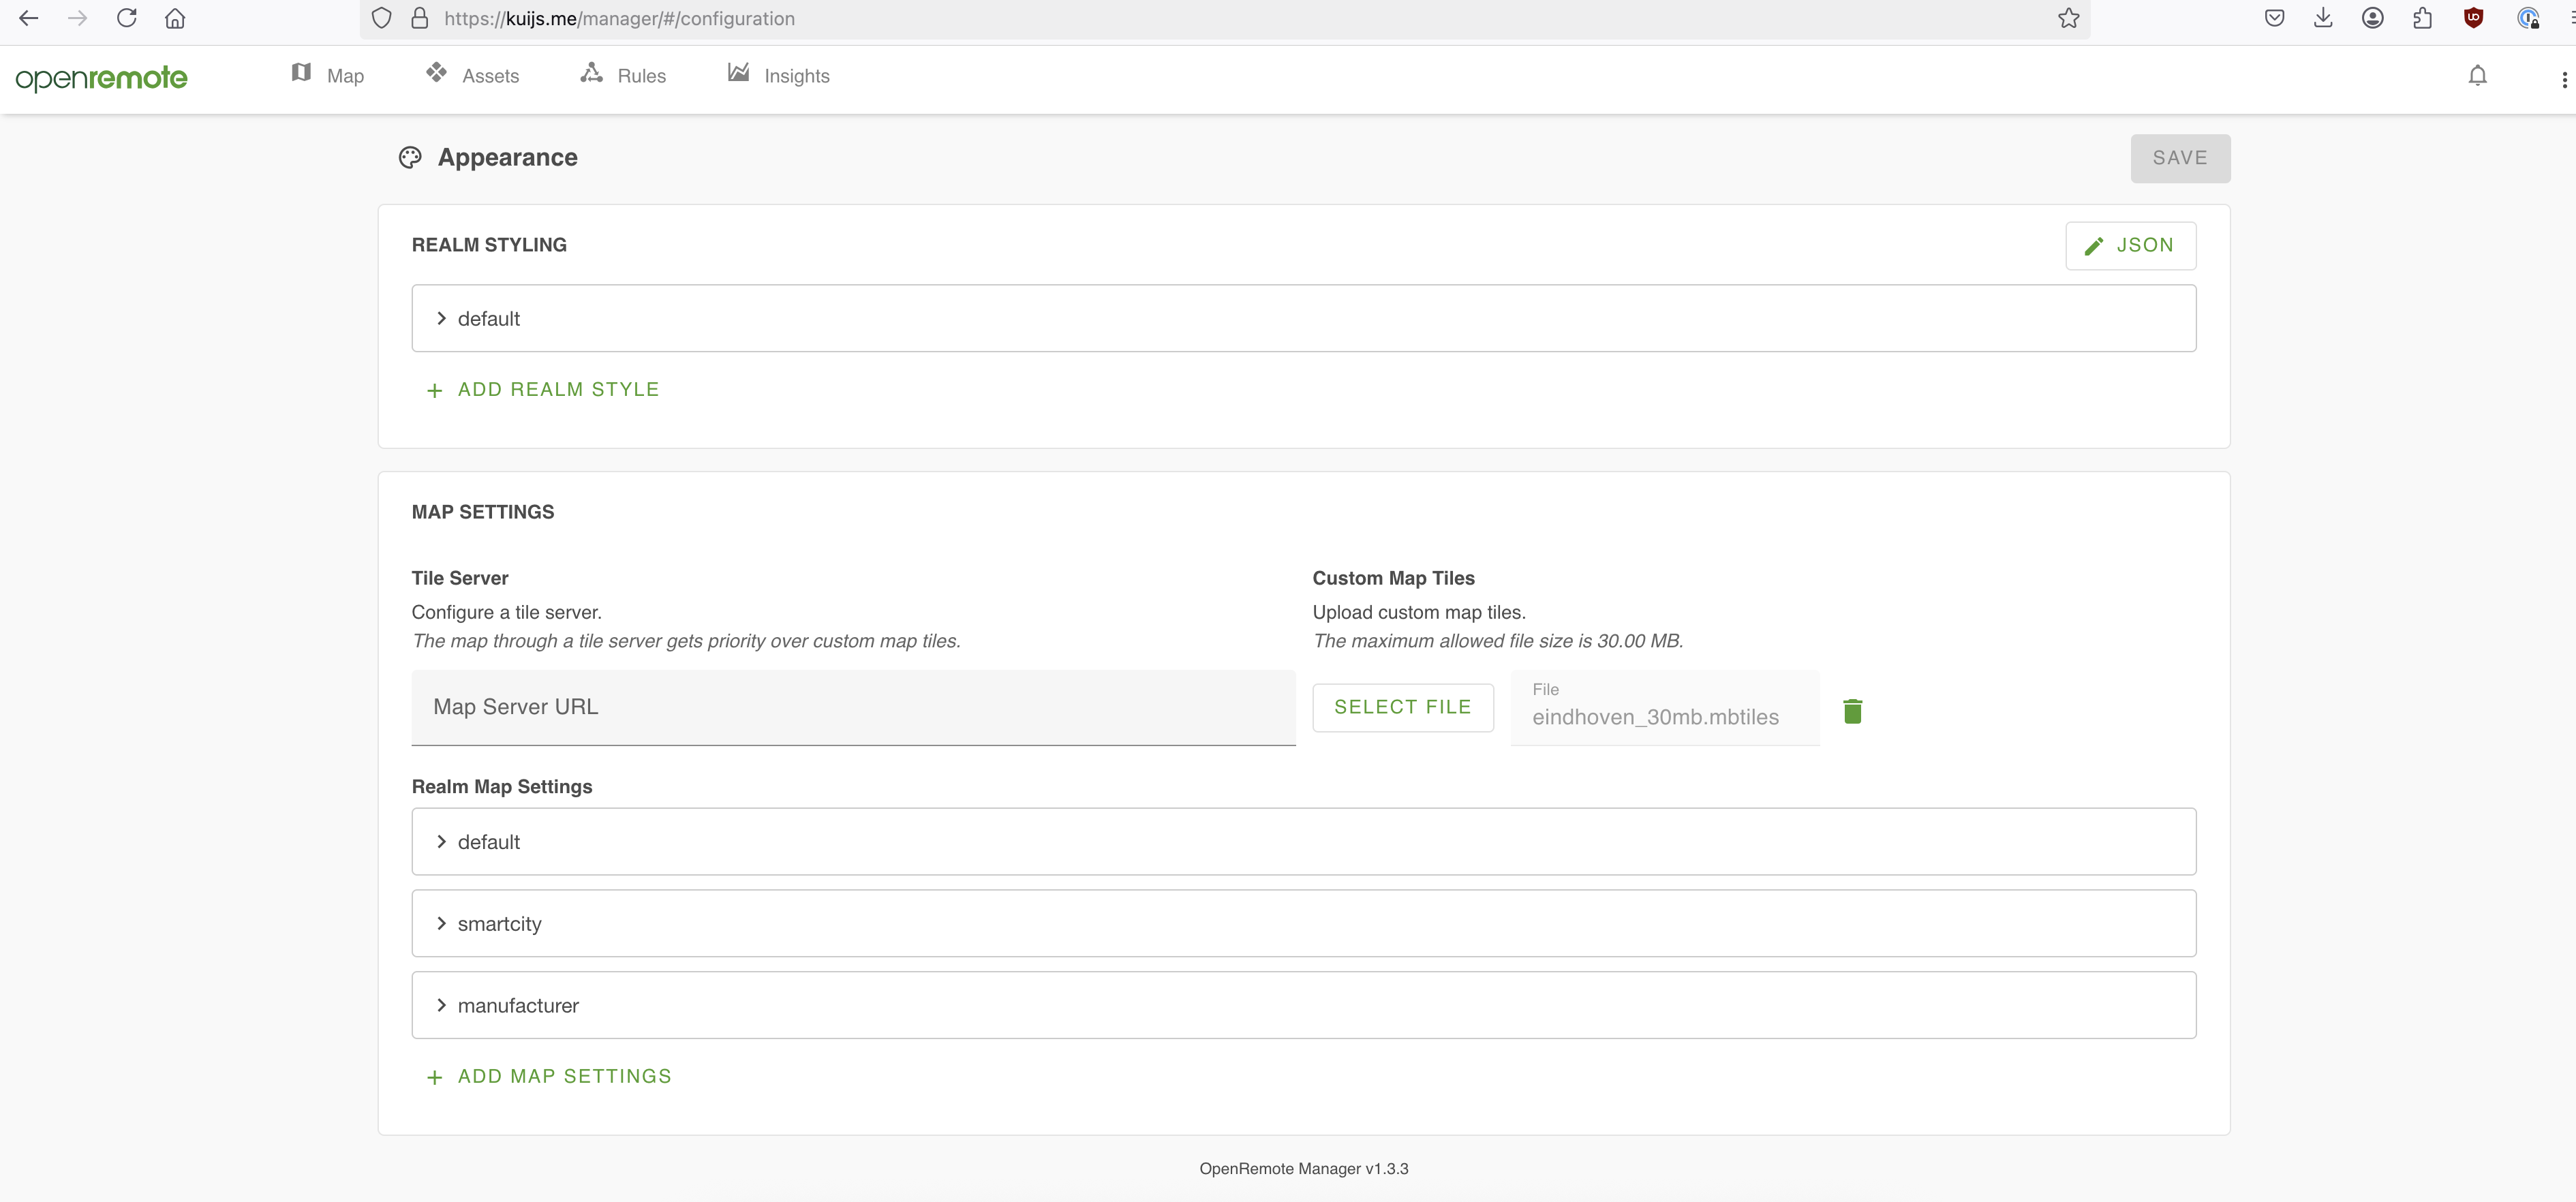 https://kuijs.me/manager/#/configuration
openremote
Map
Assets
Rules
Insights
Appearance
SAVE
REALM STYLING
JSON
default
+ ADD REALM STYLE
MAP SETTINGS
Tile Server
Configure a tile server.
The map through a tile server gets priority over custom map tiles.
Map Server URL
Custom Map Tiles
Upload custom map tiles.
The maximum allowed file size is 30.00 MB.
SELECT FILE
File
eindhoven_30mb.mbtiles
Realm Map Settings
default
smartcity
manufacturer
+ ADD MAP SETTINGS
OpenRemote Manager v1.3.3